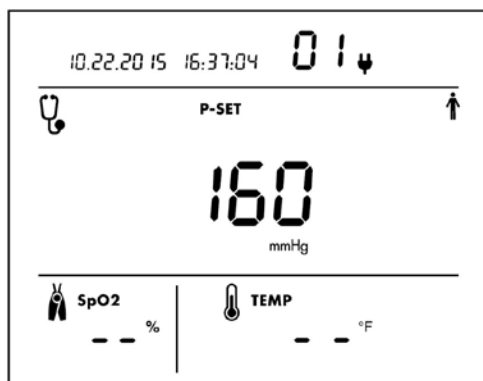 10.22.2015 16:37:04 01
P-SET
160
mmHg
SpO2 TEMP
-- % -- °F